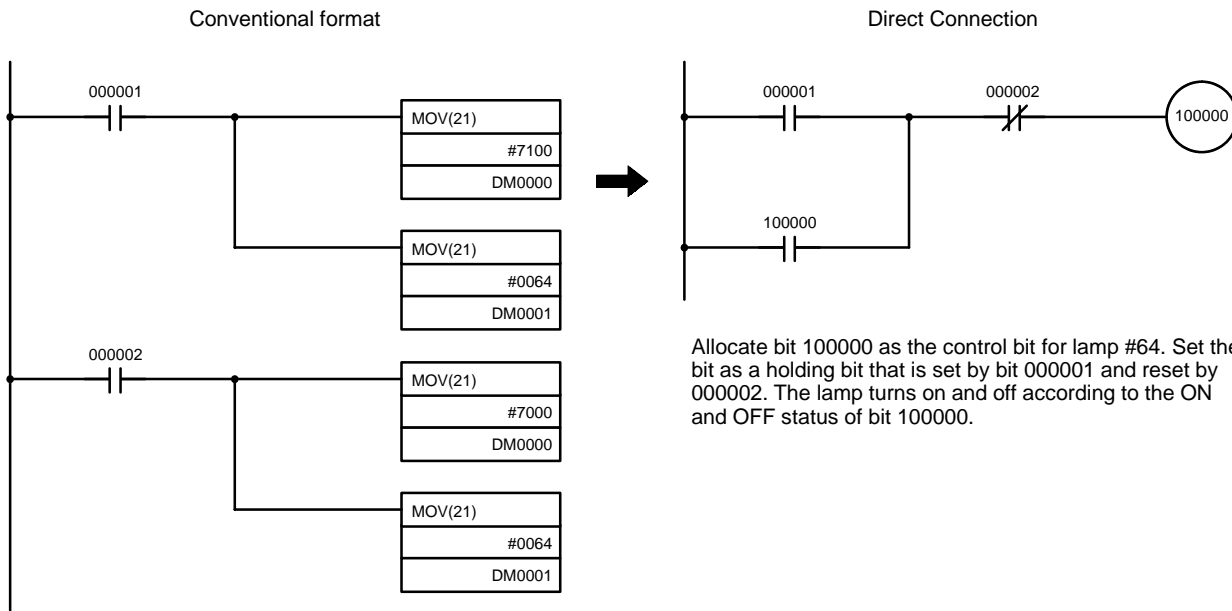 Conventional format
000001
MOV(21)
#7100
DM0000
MOV(21)
#0064
DM0001
000002
MOV(21)
#7000
DM0000
MOV(21)
#0064
DM0001
Direct Connection
000001
000002
100000
100000
Allocate bit 100000 as the control bit for lamp #64. Set the
bit as a holding bit that is set by bit 000001 and reset by
000002. The lamp turns on and off according to the ON
and OFF status of bit 100000.